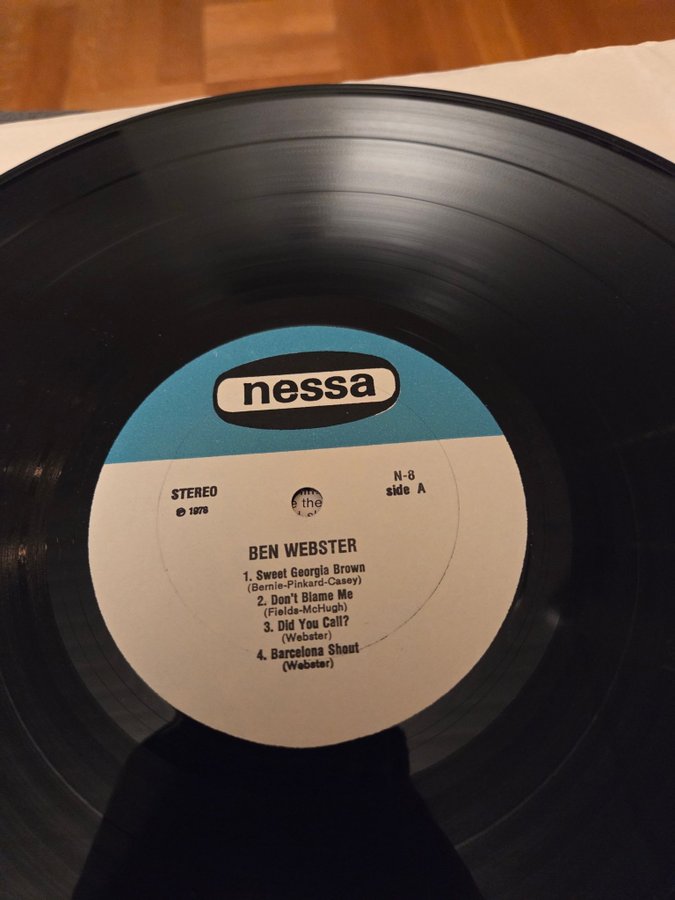 nessa
STEREO
℗ 1976
N-8
side A
e the
BEN WEBSTER
1. Sweet Georgia Brown
(Bernie-Pinkard-Casey)
2. Don't Blame Me
(Fields-McHugh)
3. Did You Call?
(Webster)
4. Barcelona Shout
(Webster)